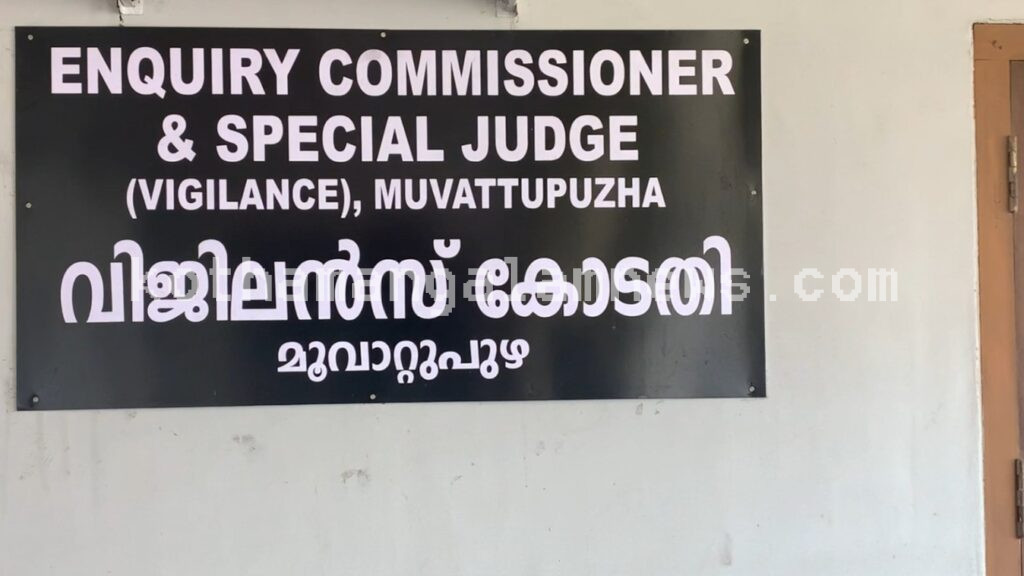 ENQUIRY COMMISSIONER
& SPECIAL JUDGE
(VIGILANCE), MUVATTUPUZHA
വിജിലൻസ് കോടതി
മൂവാറ്റുപുഴ